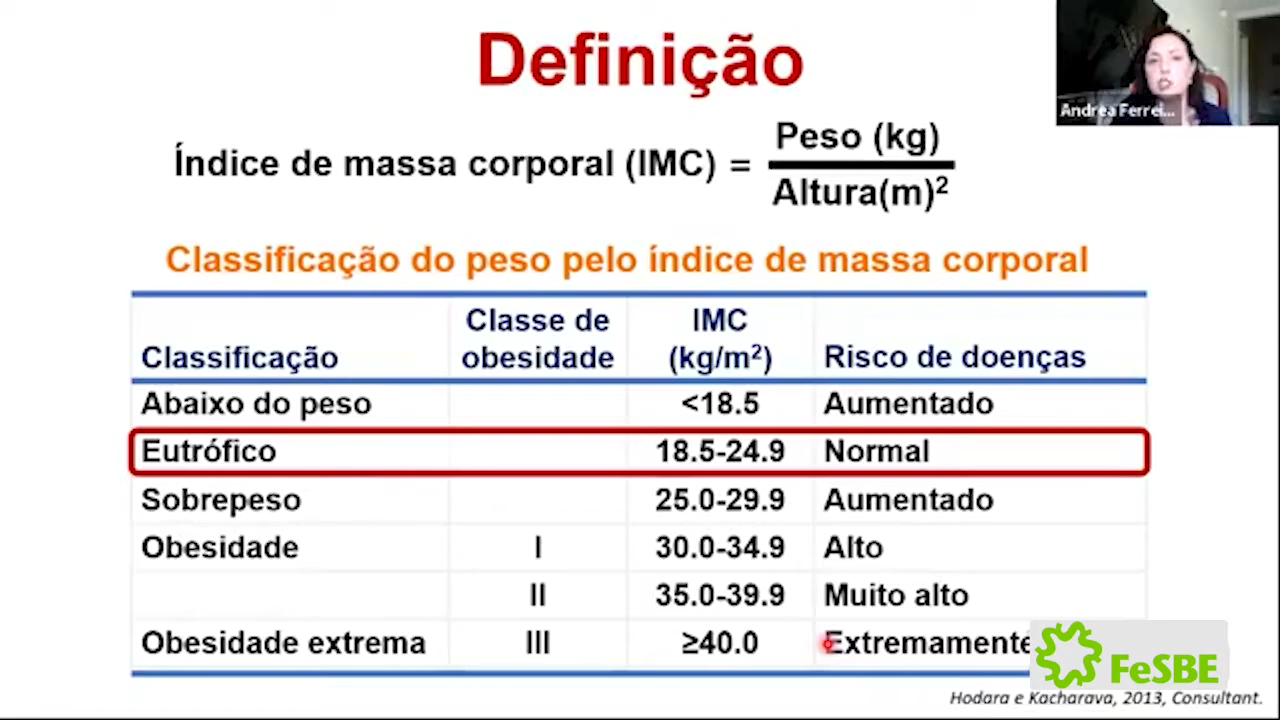 Definição
Andrea Ferrei...
Índice de massa corporal (IMC) = Peso (kg)
Altura(m)²
Classificação do peso pelo índice de massa corporal
Classificação Classe de obesidade IMC (kg/m²) Risco de doenças
Abaixo do peso <18.5 Aumentado
Eutrófico 18.5-24.9 Normal
Sobrepeso 25.0-29.9 Aumentado
Obesidade I 30.0-34.9 Alto
II 35.0-39.9 Muito alto
Obesidade extrema III ≥40.0 Extremamente
FeSBE
Hodara e Kacharava, 2013, Consultant.